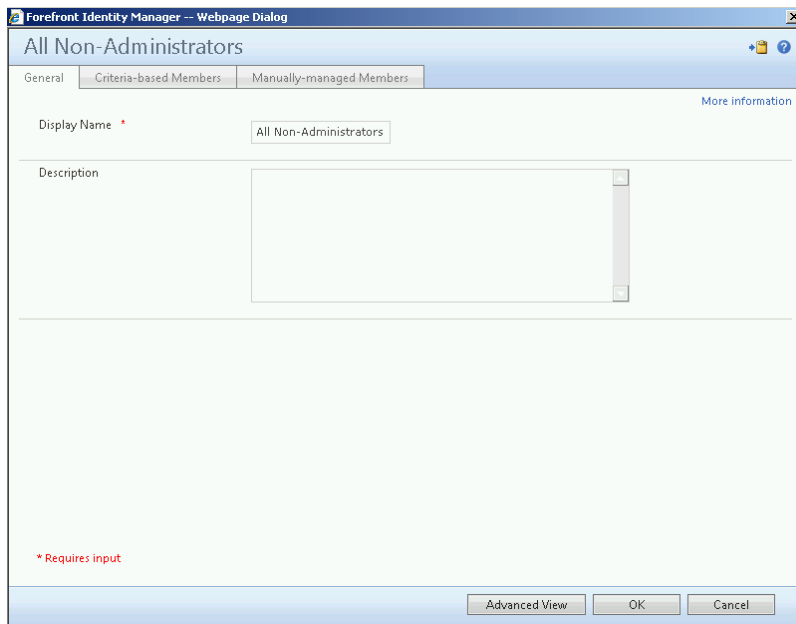 Forefront Identity Manager -- Webpage Dialog
All Non-Administrators
General Criteria-based Members Manually-managed Members
More information
Display Name * All Non-Administrators
Description
* Requires input
Advanced View OK Cancel